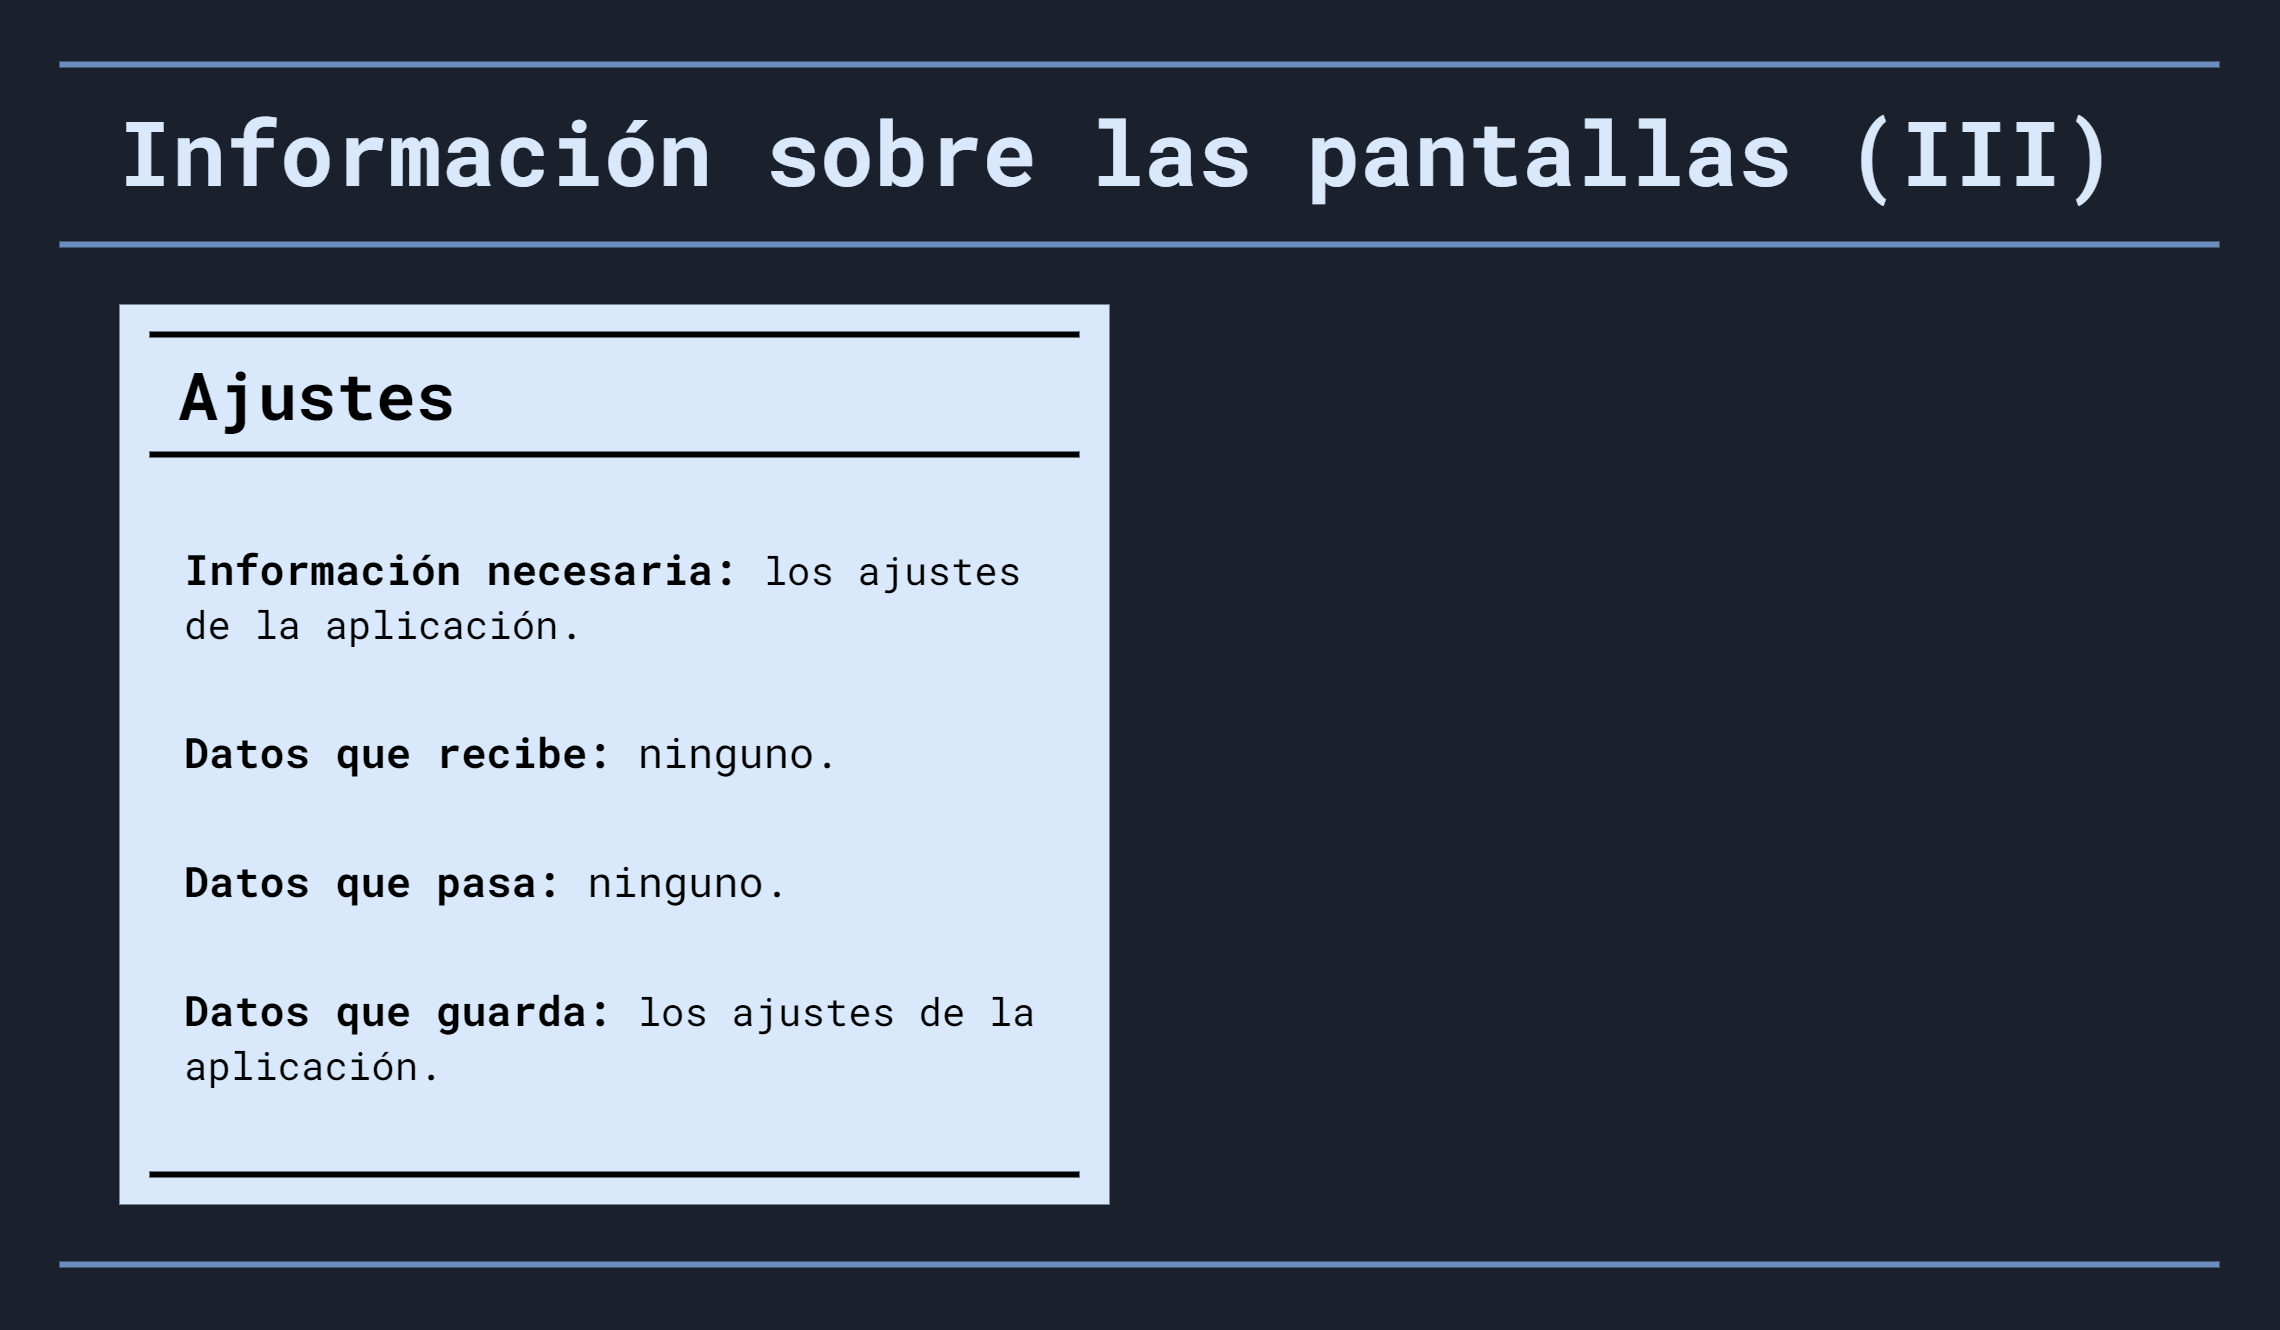 Información sobre las pantallas (III)
Ajustes
Información necesaria: los ajustes
de la aplicación.
Datos que recibe: ninguno.
Datos que pasa: ninguno.
Datos que guarda: los ajustes de la
aplicación.